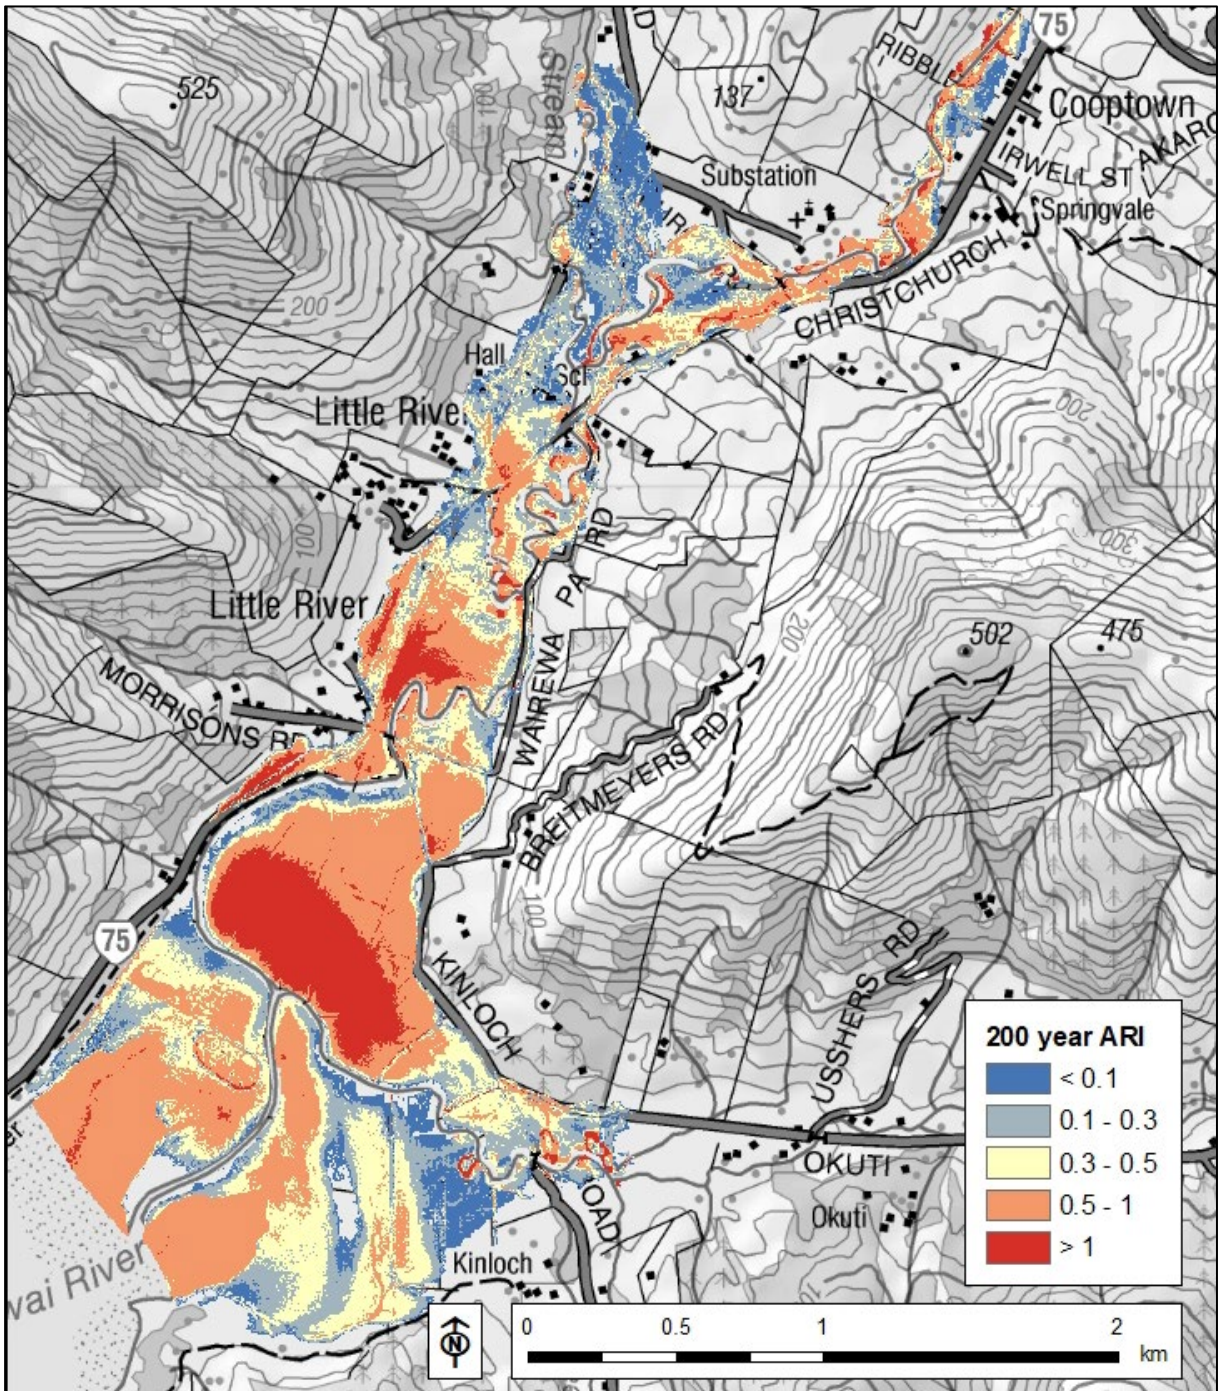 75
RIBBL
525
Stream
100
137
Cooptown
AKARO
IRWELL ST
Substation
Springvale
CHRISTCHURCH
200
Hall
Sch
Little River
200
300
100
RD
PA
Little River
200
502
475
MORRISONS RD
WAIREWA
BREITMEYERS RD
100
75
KINLOCH
USSHERS RD
200 year ARI
< 0.1
0.1 - 0.3
0.3 - 0.5
0.5 - 1
> 1
OKUTI
OAD
Okuti
Kinloch
wai River
N
0 0.5 1 2
km